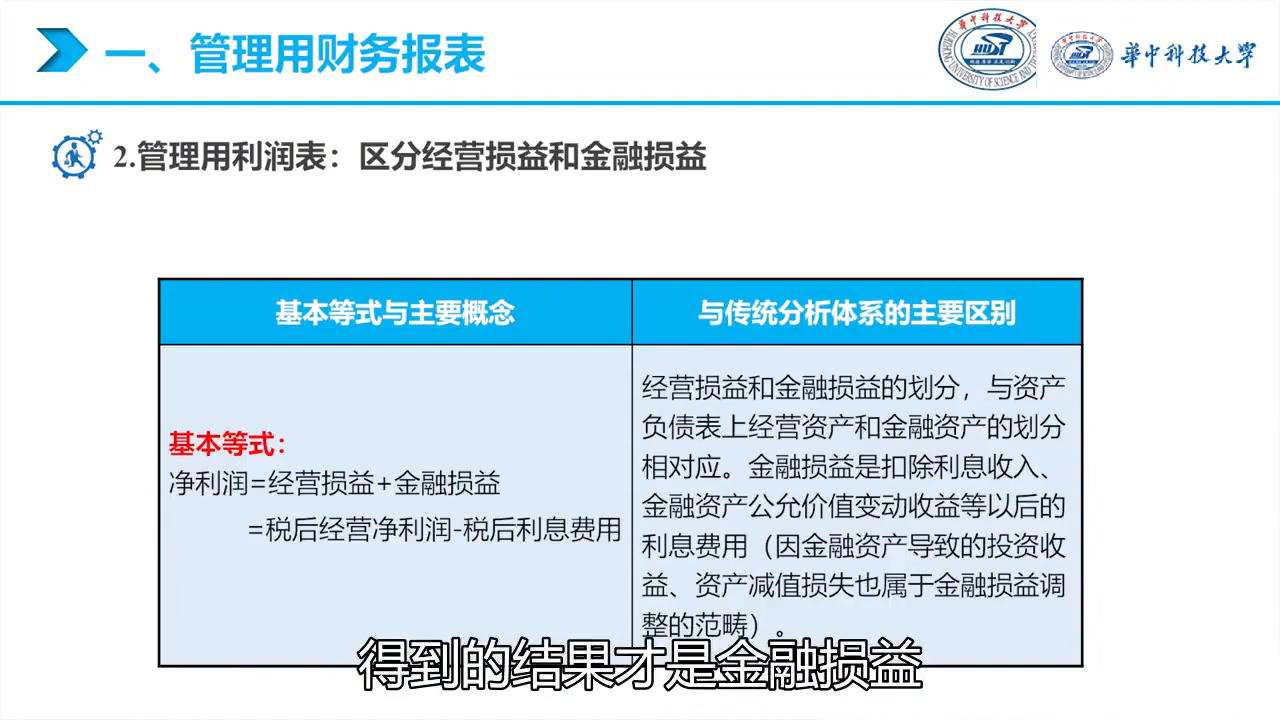 一、管理用财务报表
華中科技大學
2.管理用利润表：区分经营损益和金融损益
基本等式与主要概念
与传统分析体系的主要区别
基本等式：
净利润=经营损益+金融损益
=税后经营净利润-税后利息费用
经营损益和金融损益的划分，与资产
负债表上经营资产和金融资产的划分
相对应。金融损益是扣除利息收入、
金融资产公允价值变动收益等以后的
利息费用（因金融资产导致的投资收
益、资产减值损失也属于金融损益调
整的范畴）。
得到的结果才是金融损益